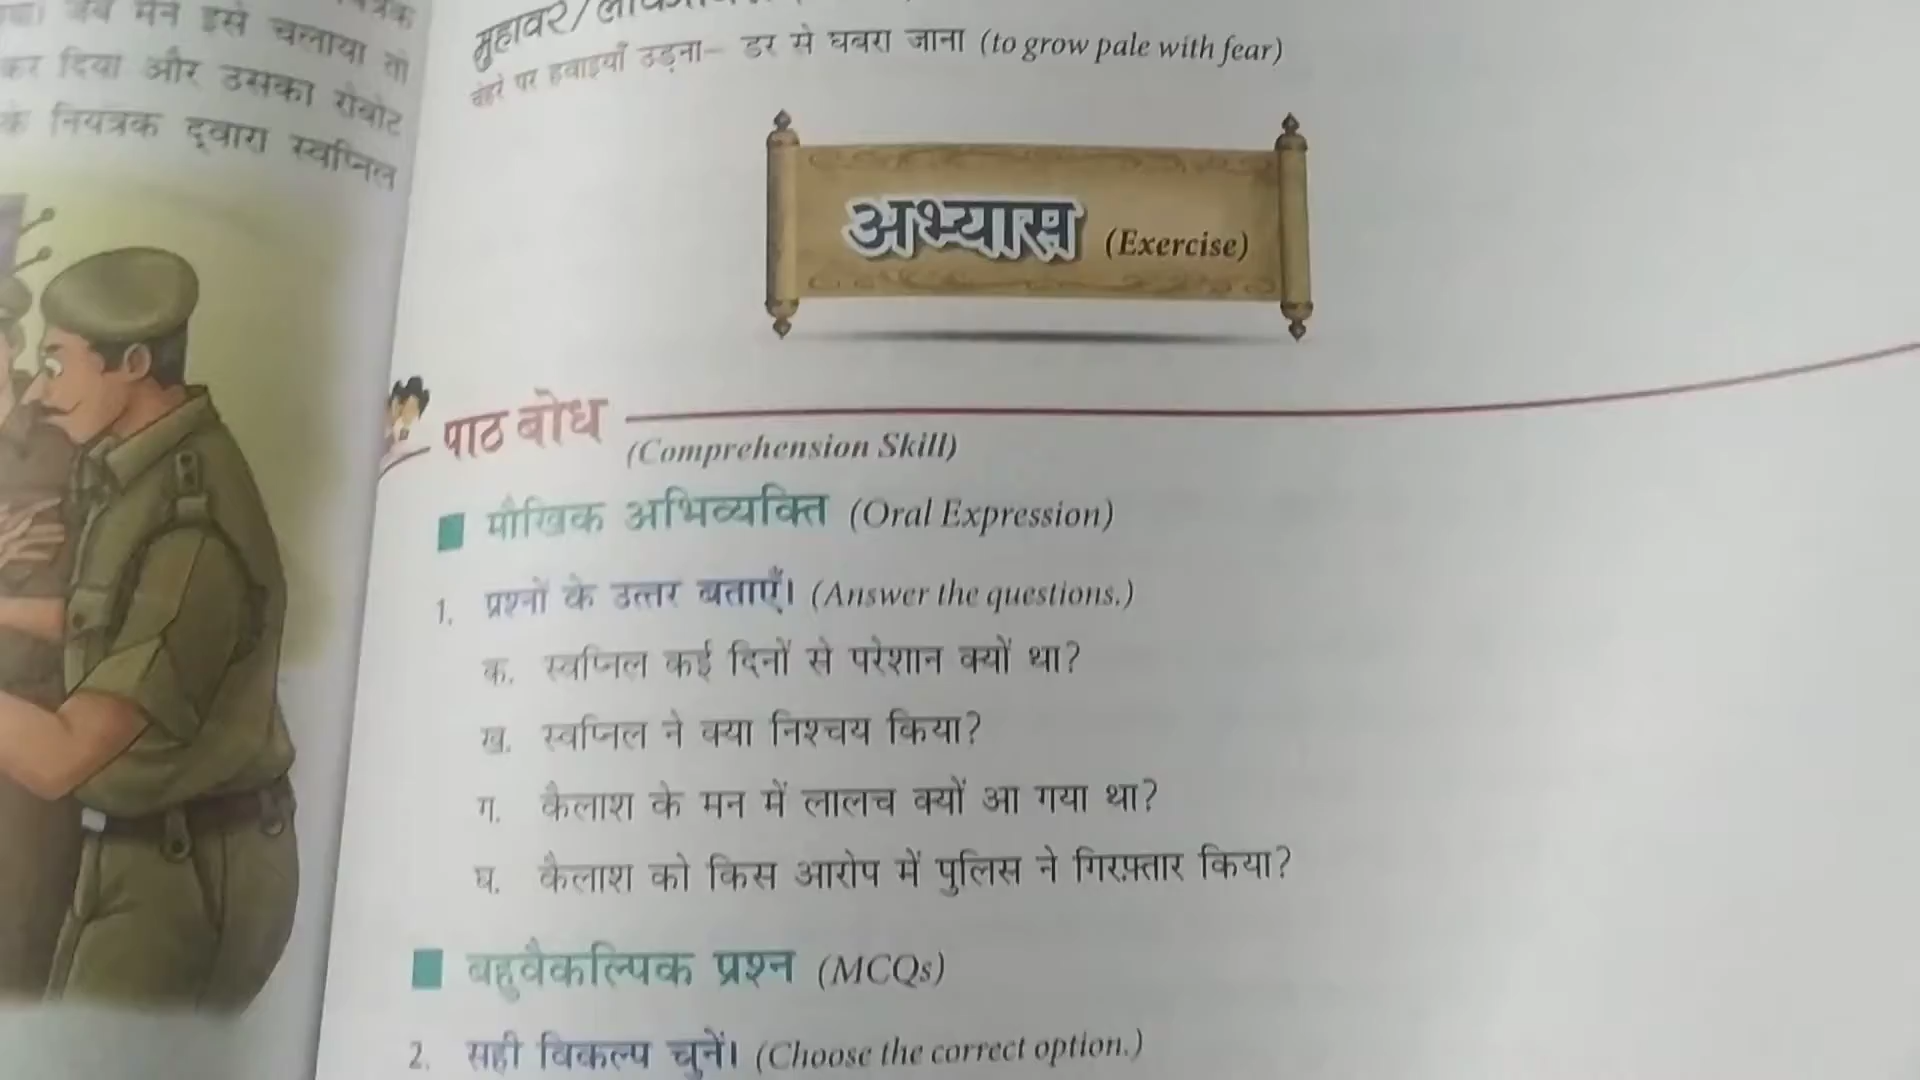 इसे चलाया तो
कर दिया और उसका रोबोट
के नियंत्रक द्वारा स्वप्निल
मुहावरे/
चेहरे पर हवाइयाँ उड़ना– डर से घबरा जाना (to grow pale with fear)
अभ्यास (Exercise)
पाठ बोध (Comprehension Skill)
मौखिक अभिव्यक्ति (Oral Expression)
1. प्रश्नों के उत्तर बताएँ। (Answer the questions.)
क. स्वप्निल कई दिनों से परेशान क्यों था?
ख. स्वप्निल ने क्या निश्चय किया?
ग. कैलाश के मन में लालच क्यों आ गया था?
घ. कैलाश को किस आरोप में पुलिस ने गिरफ़्तार किया?
बहुवैकल्पिक प्रश्न (MCQs)
2. सही विकल्प चुनें। (Choose the correct option.)